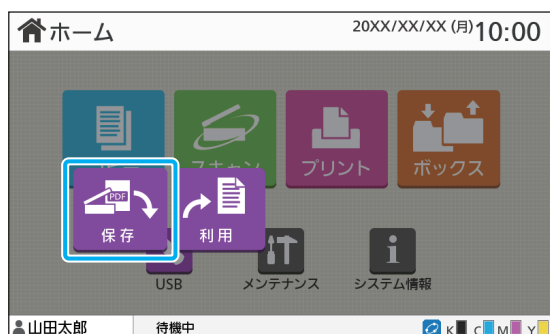 ホーム
20XX/XX/XX (月)10:00
スキャン
プリント
ボックス
PDF
保存
利用
USB
メンテナンス
システム情報
山田太郎
待機中
K C M Y